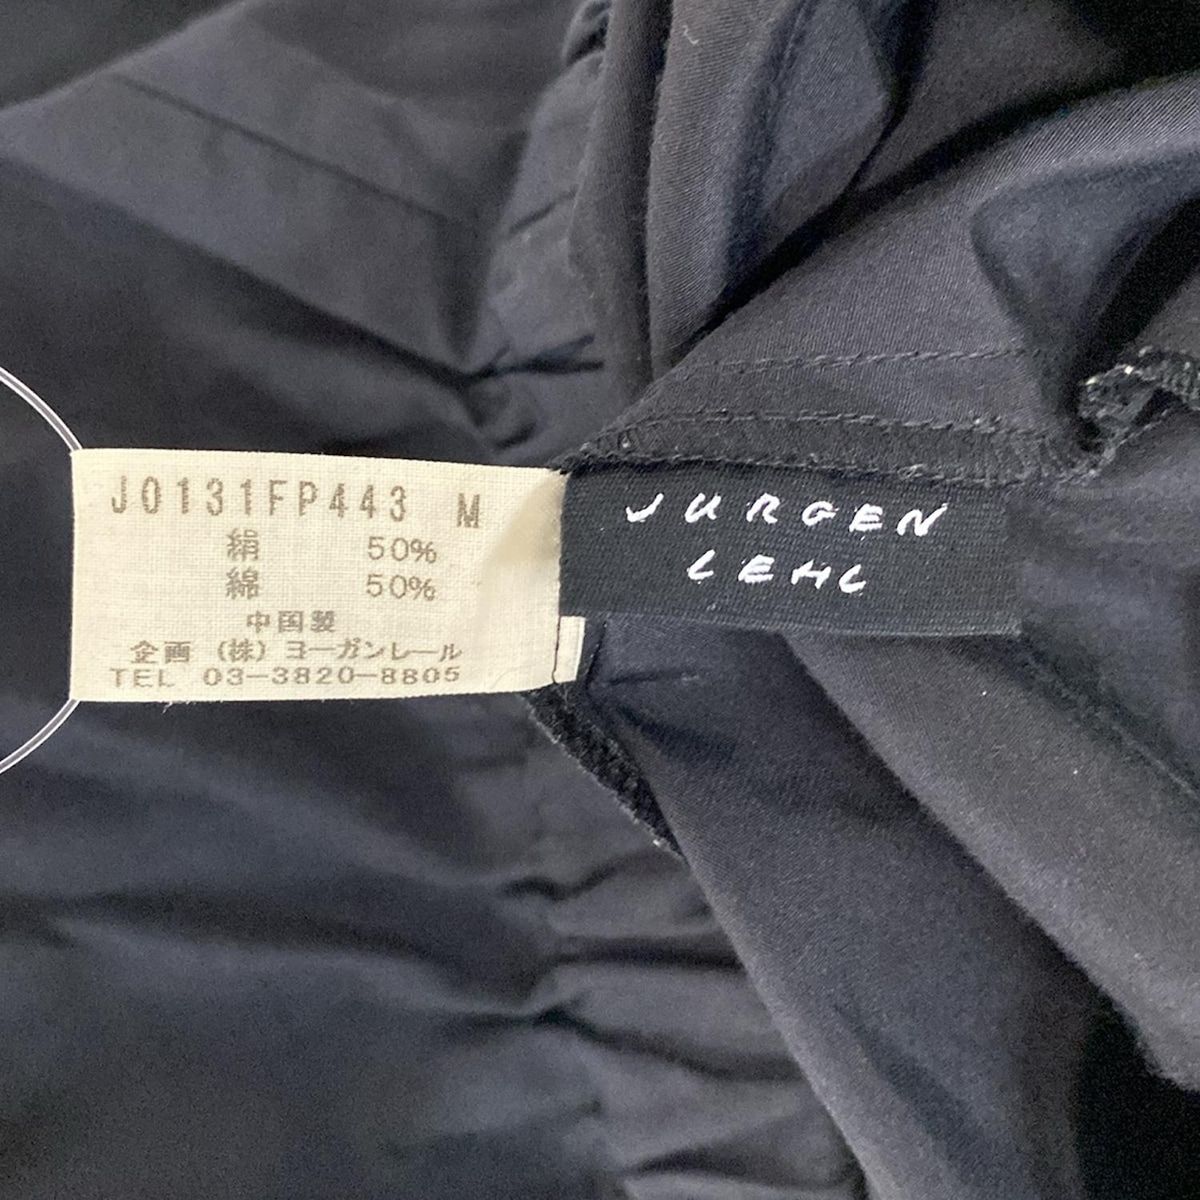 J0131FP443 M
絹 50%
綿 50%
中国製
企画 (株) ヨーガンレール
TEL 03-3820-8805
JURGEN
LEHL